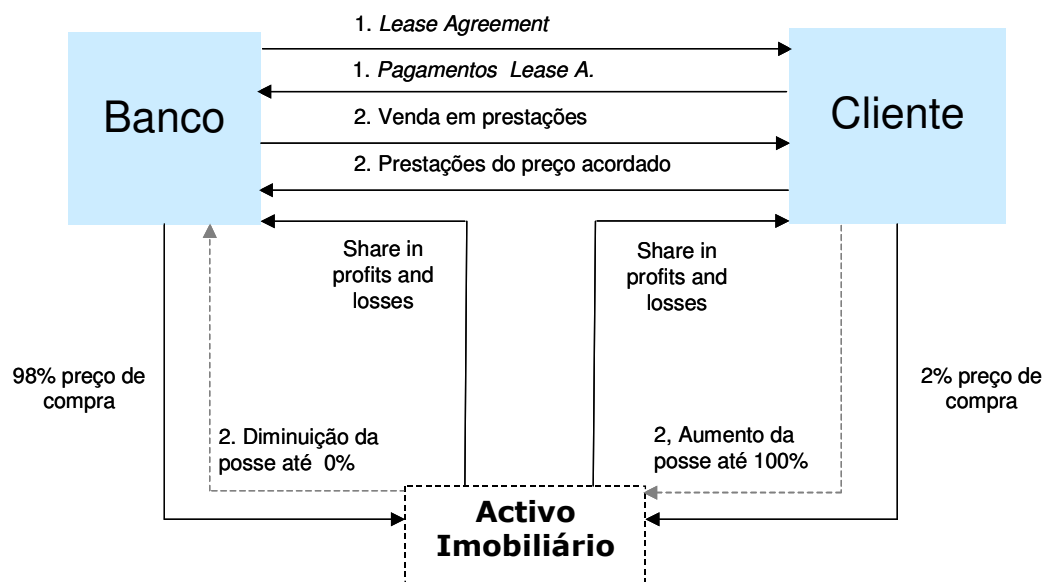 1. Lease Agreement
1. Pagamentos Lease A.
Banco
Cliente
2. Venda em prestações
2. Prestações do preço acordado
Share in
profits and
losses
Share in
profits and
losses
98% preço de
compra
2% preço de
compra
2. Diminuição da
posse até 0%
2, Aumento da
posse até 100%
Activo
Imobiliário